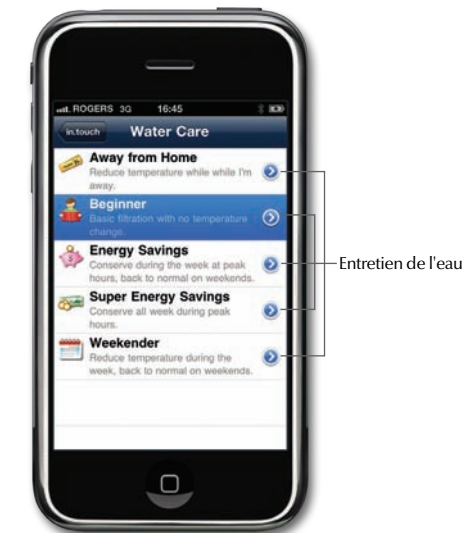 ROGERS 3G 16:45
in.touch Water Care
Away from Home
Reduce temperature while while I'm
away.
Beginner
Basic filtration with no temperature
change.
Energy Savings
Conserve during the week at peak
hours, back to normal on weekends.
Entretien de l'eau
Super Energy Savings
Conserve all week during peak
hours.
Weekender
Reduce temperature during the
week, back to normal on weekends.